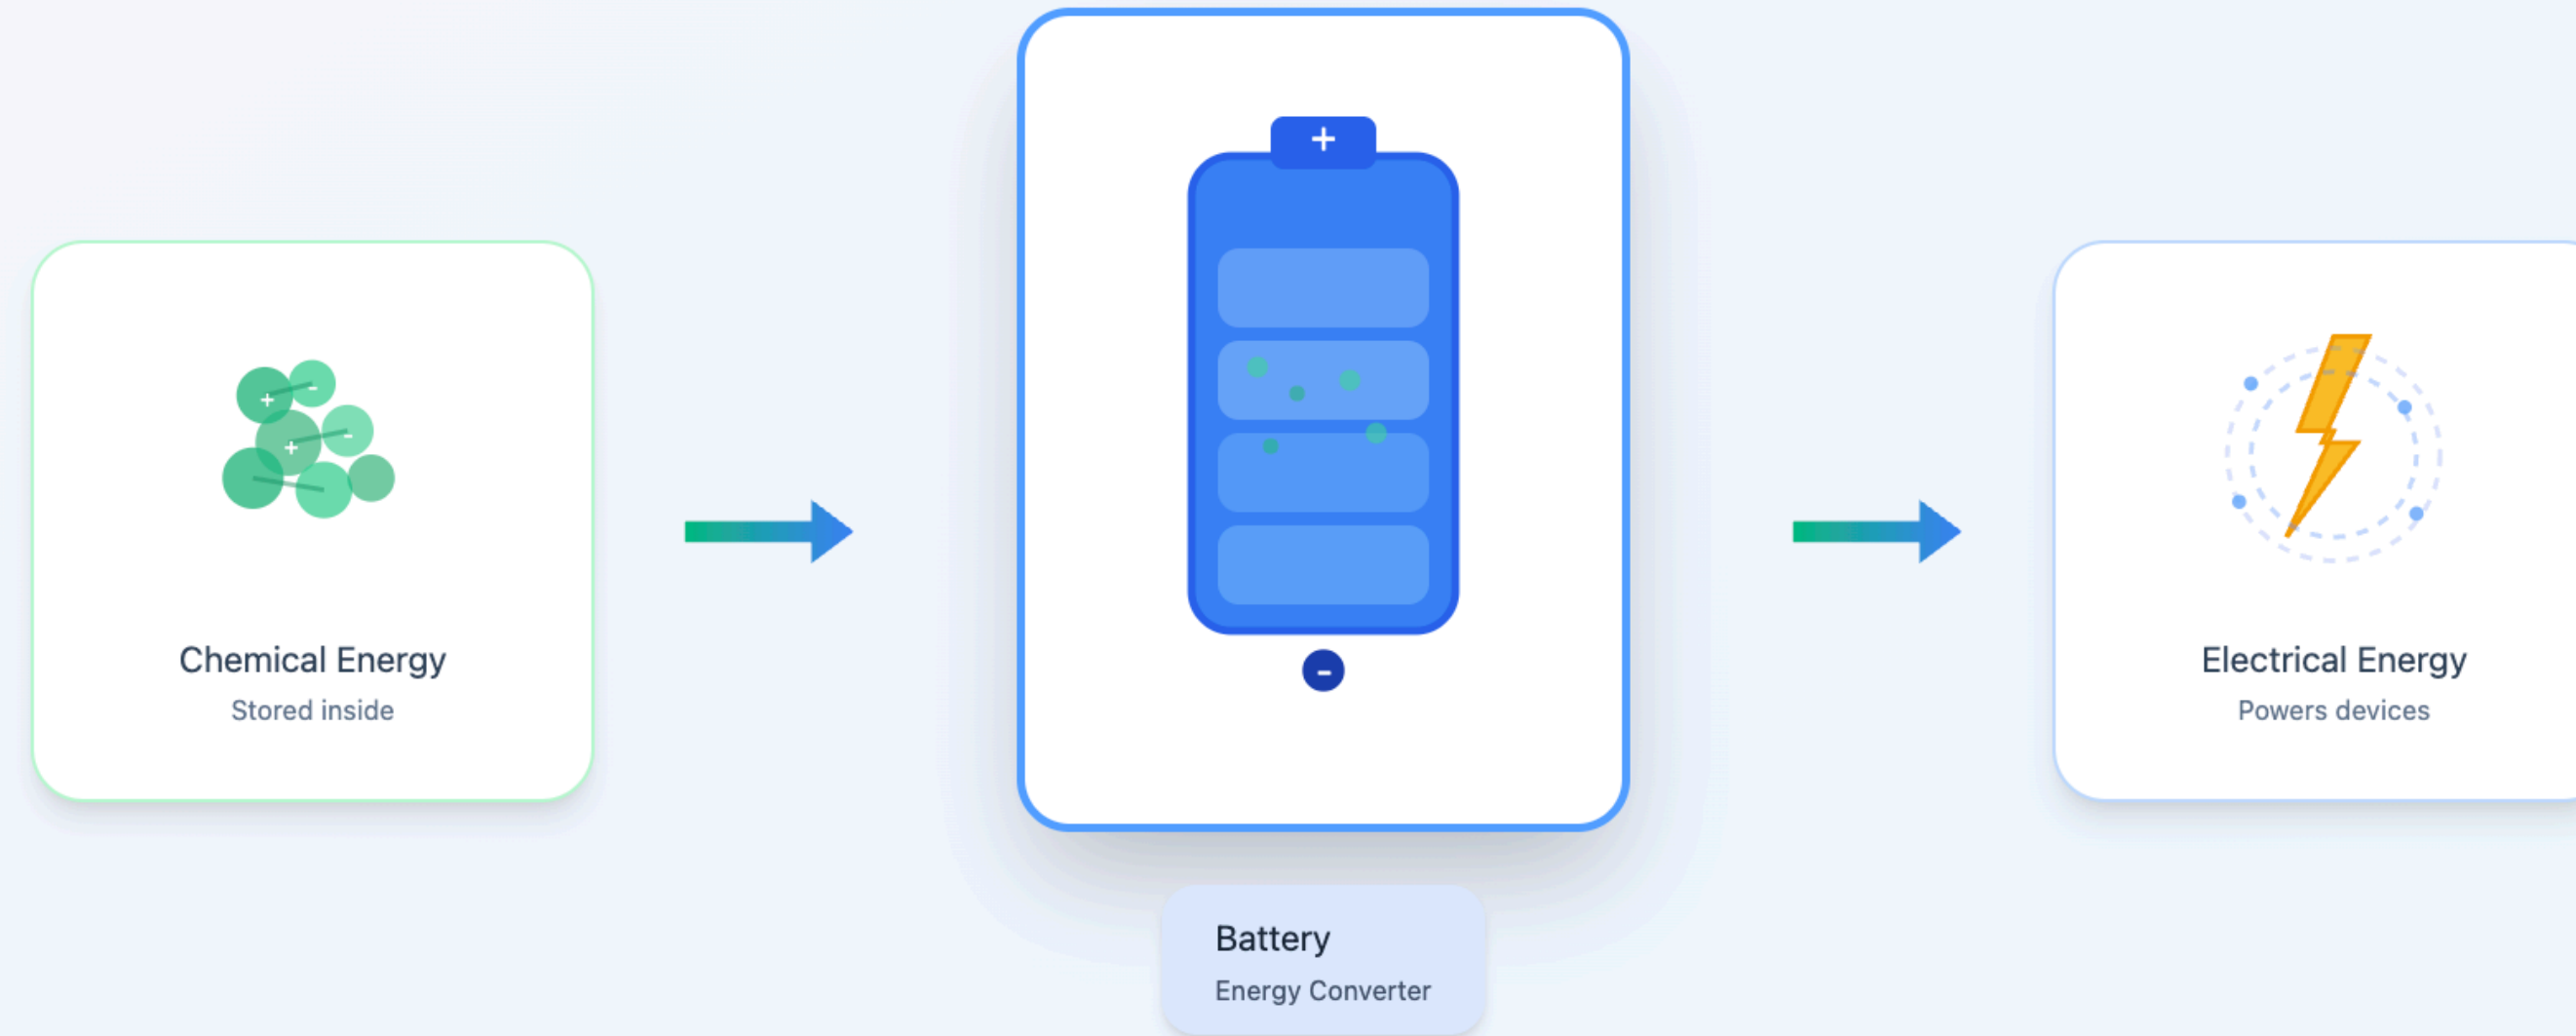 +
+
-
+
-
-
Chemical Energy
Stored inside
Electrical Energy
Powers devices
Battery
Energy Converter